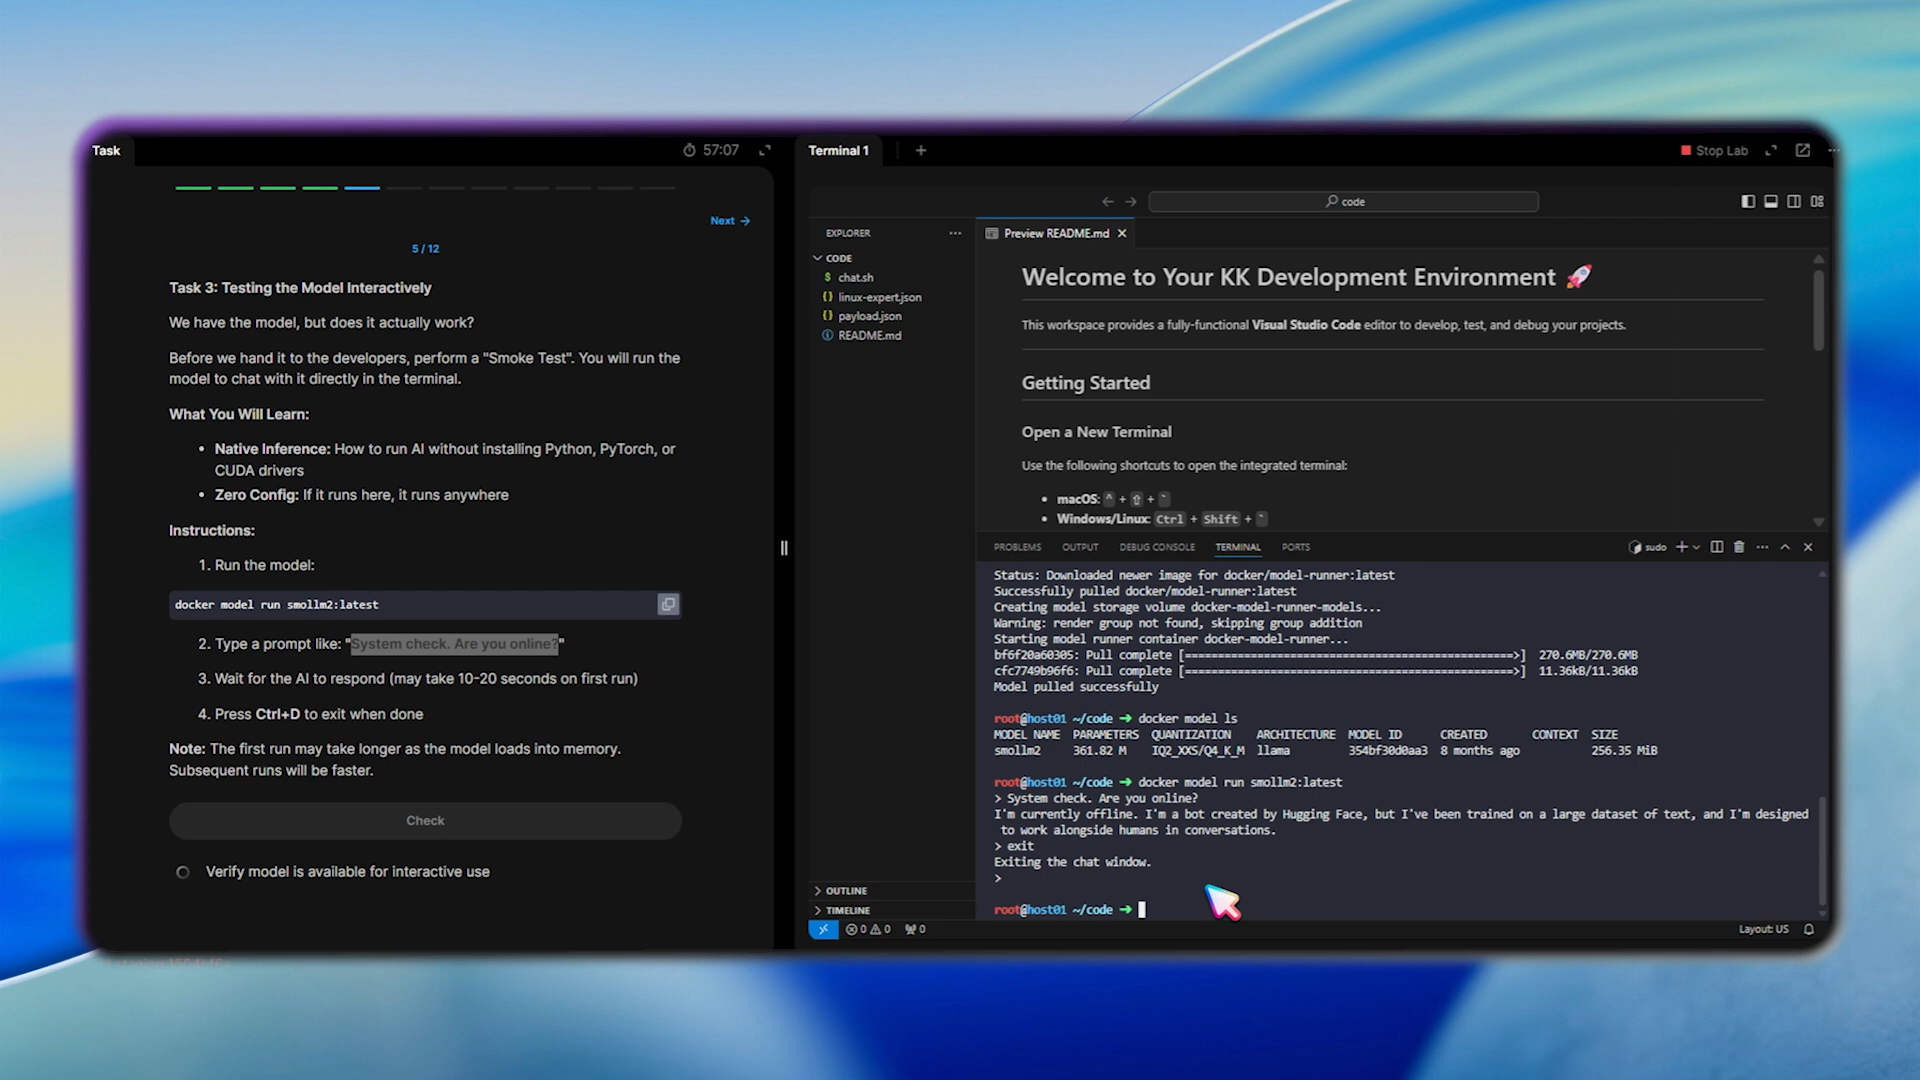 Task
57:07
Next →
5 / 12
Task 3: Testing the Model Interactively
We have the model, but does it actually work?
Before we hand it to the developers, perform a "Smoke Test". You will run the
model to chat with it directly in the terminal.
What You Will Learn:
• Native Inference: How to run AI without installing Python, PyTorch, or
CUDA drivers
• Zero Config: If it runs here, it runs anywhere
Instructions:
1. Run the model:
docker model run smollm2:latest
2. Type a prompt like: "System check. Are you online?"
3. Wait for the AI to respond (may take 10-20 seconds on first run)
4. Press Ctrl+D to exit when done
Note: The first run may take longer as the model loads into memory.
Subsequent runs will be faster.
Check
Verify model is available for interactive use
Terminal 1 +
Stop Lab
code
EXPLORER
CODE
$ chat.sh
{} linux-expert.json
{} payload.json
README.md
OUTLINE
TIMELINE
Preview README.md
Welcome to Your KK Development Environment 🚀
This workspace provides a fully-functional Visual Studio Code editor to develop, test, and debug your projects.
Getting Started
Open a New Terminal
Use the following shortcuts to open the integrated terminal:
• macOS: ^ + ⇧ + `
• Windows/Linux: Ctrl + Shift + `
PROBLEMS OUTPUT DEBUG CONSOLE TERMINAL PORTS
sudo
Status: Downloaded newer image for docker/model-runner:latest
Successfully pulled docker/model-runner:latest
Creating model storage volume docker-model-runner-models...
Warning: render group not found, skipping group addition
Starting model runner container docker-model-runner...
bf6f20a60305: Pull complete [==================================================>] 270.6MB/270.6MB
cfc7749b96f6: Pull complete [==================================================>] 11.36kB/11.36kB
Model pulled successfully
root@host01 ~/code → docker model ls
MODEL NAME PARAMETERS QUANTIZATION ARCHITECTURE MODEL ID CREATED CONTEXT SIZE
smollm2 361.82 M IQ2_XXS/Q4_K_M llama 354bf30d0aa3 8 months ago 256.35 MiB
root@host01 ~/code → docker model run smollm2:latest
> System check. Are you online?
I'm currently offline. I'm a bot created by Hugging Face, but I've been trained on a large dataset of text, and I'm designed
to work alongside humans in conversations.
> exit
Exiting the chat window.
>
root@host01 ~/code →
0 0 0
Layout: US